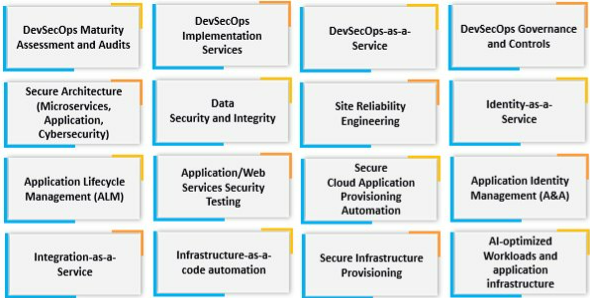 DevSecOps Maturity
Assessment and Audits
DevSecOps
Implementation
Services
DevSecOps-as-a-
Service
DevSecOps Governance
and Controls
Secure Architecture
(Microservices,
Application,
Cybersecurity)
Data
Security and Integrity
Site Reliability
Engineering
Identity-as-a-
Service
Application Lifecycle
Management (ALM)
Application/Web
Services Security
Testing
Secure
Cloud Application
Provisioning
Automation
Application Identity
Management (A&A)
Integration-as-a-
Service
Infrastructure-as-a-
code automation
Secure Infrastructure
Provisioning
AI-optimized
Workloads and
application
infrastructure